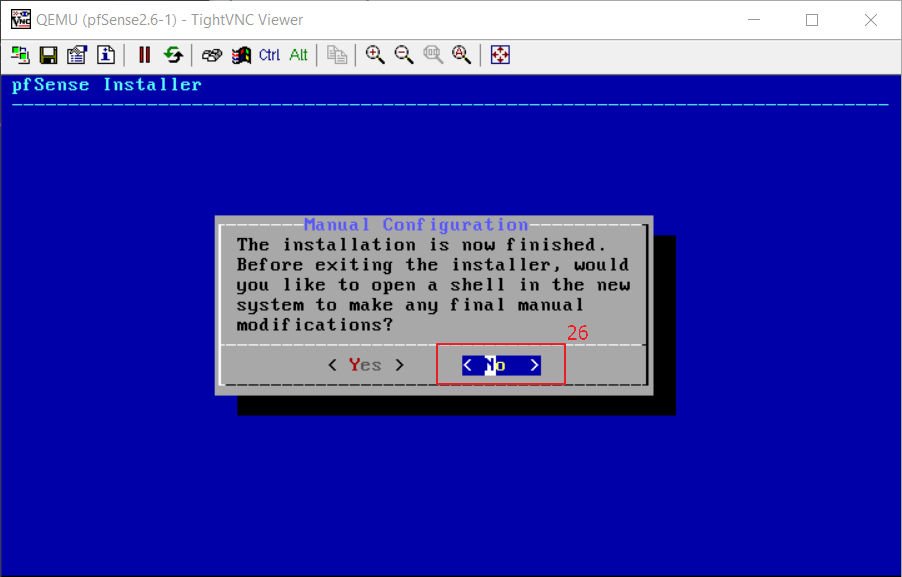 QEMU (pfSense2.6-1) - TightVNC Viewer
Ctrl Alt
pfSense Installer
Manual Configuration
The installation is now finished.
Before exiting the installer, would
you like to open a shell in the new
system to make any final manual
modifications?
26
< Yes > < No >